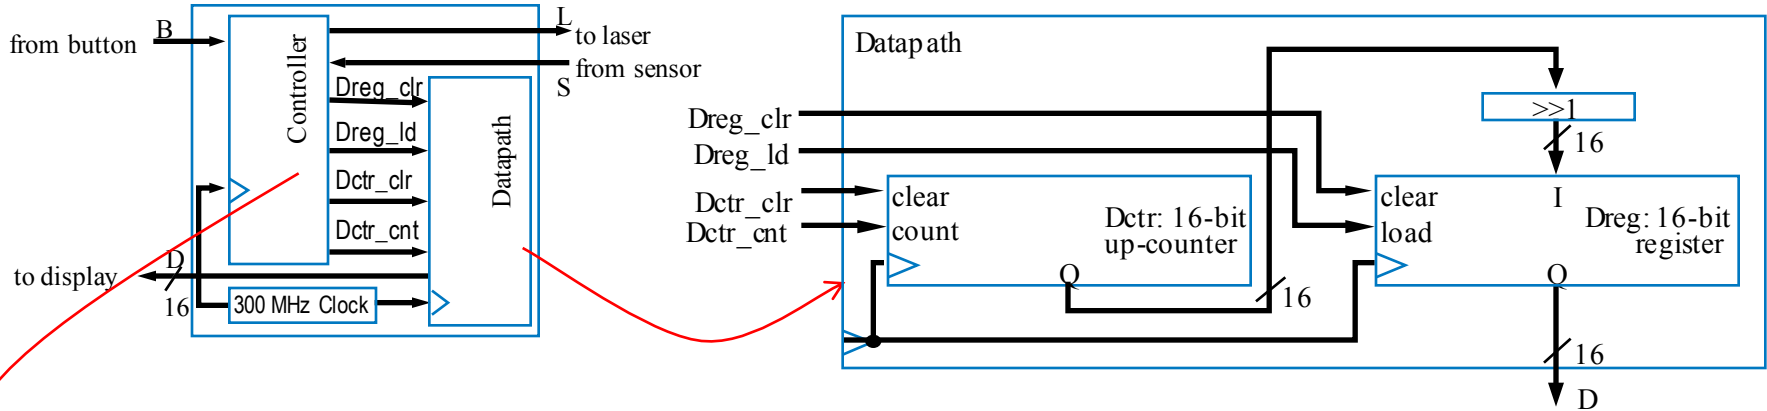 B
from button
L
to laser
from sensor
S
Controller
Dreg_clr
Dreg_ld
Dctr_clr
Dctr_cnt
Datapath
D
to display
16
300 MHz Clock
Datapath
>>1
16
Dreg_clr
Dreg_ld
Dctr_clr
Dctr_cnt
clear
count
Dctr: 16-bit
up-counter
Q
16
clear
load
I
Dreg: 16-bit
register
Q
16
D